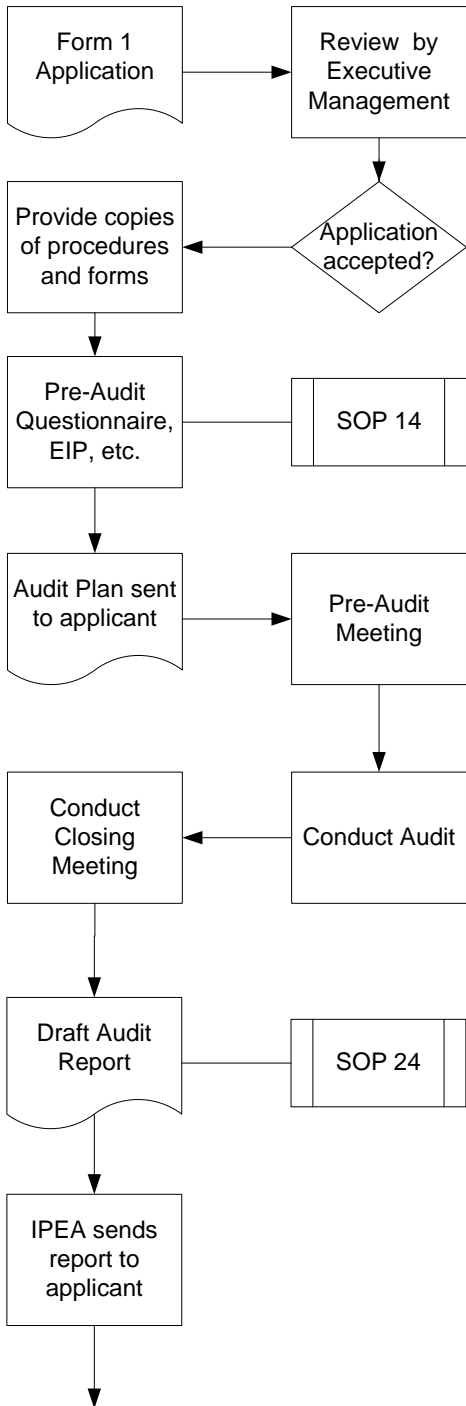 Form 1
Application
Review by
Executive
Management
Application
accepted?
Provide copies
of procedures
and forms
Pre-Audit
Questionnaire,
EIP, etc.
SOP 14
Audit Plan sent
to applicant
Pre-Audit
Meeting
Conduct Audit
Conduct
Closing
Meeting
Draft Audit
Report
SOP 24
IPEA sends
report to
applicant